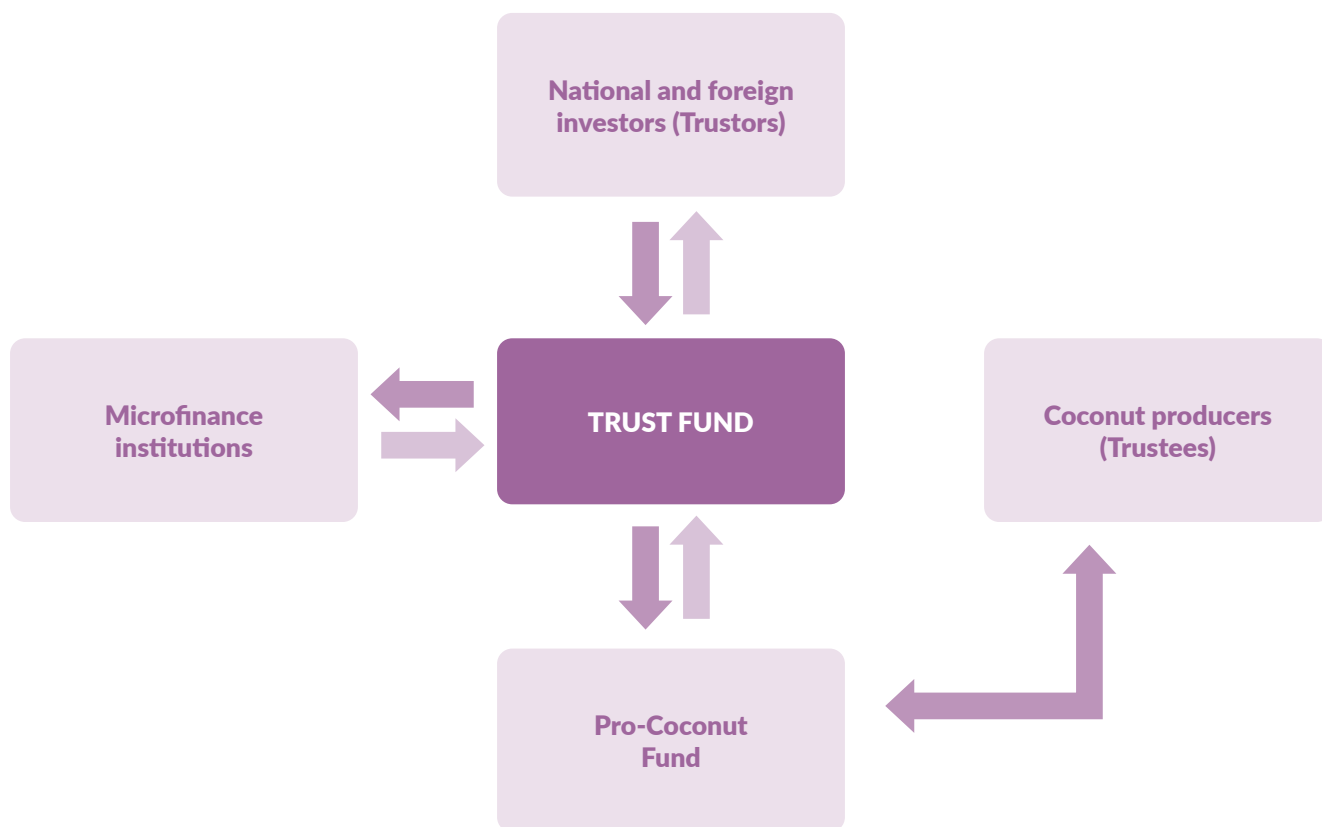 National and foreign
investors (Trustors)
Microfinance
institutions
TRUST FUND
Coconut producers
(Trustees)
Pro-Coconut
Fund